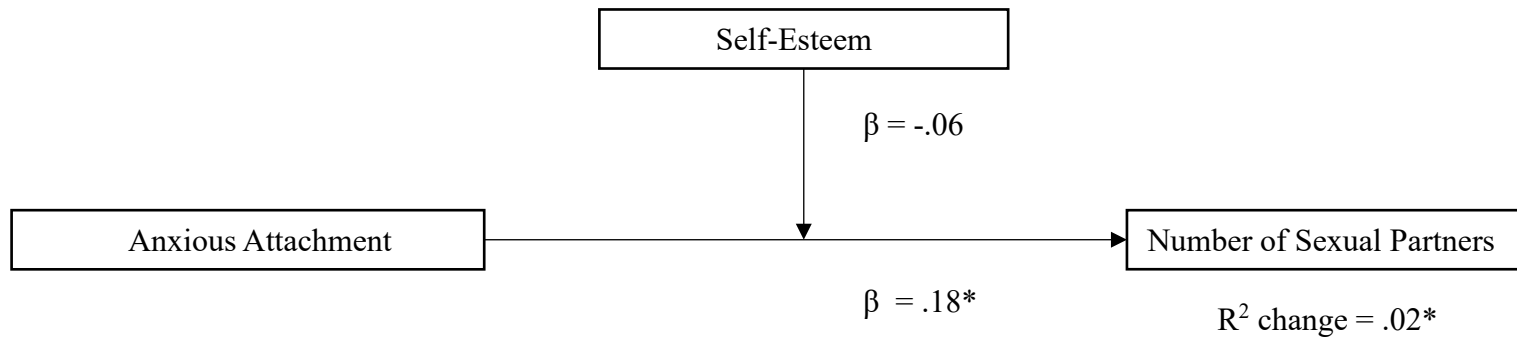 Self-Esteem
β = -.06
Anxious Attachment
Number of Sexual Partners
β = .18*
R² change = .02*